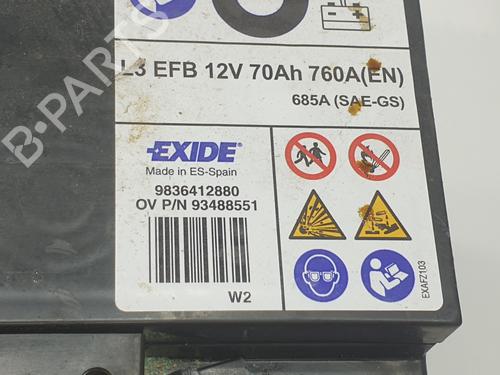 B-PARTS
L3 EFB 12V 70Ah 760A(EN)
685A (SAE-GS)
EXIDE
Made in ES-Spain
9836412880
OV P/N 93488551
W2
EXAFZ103